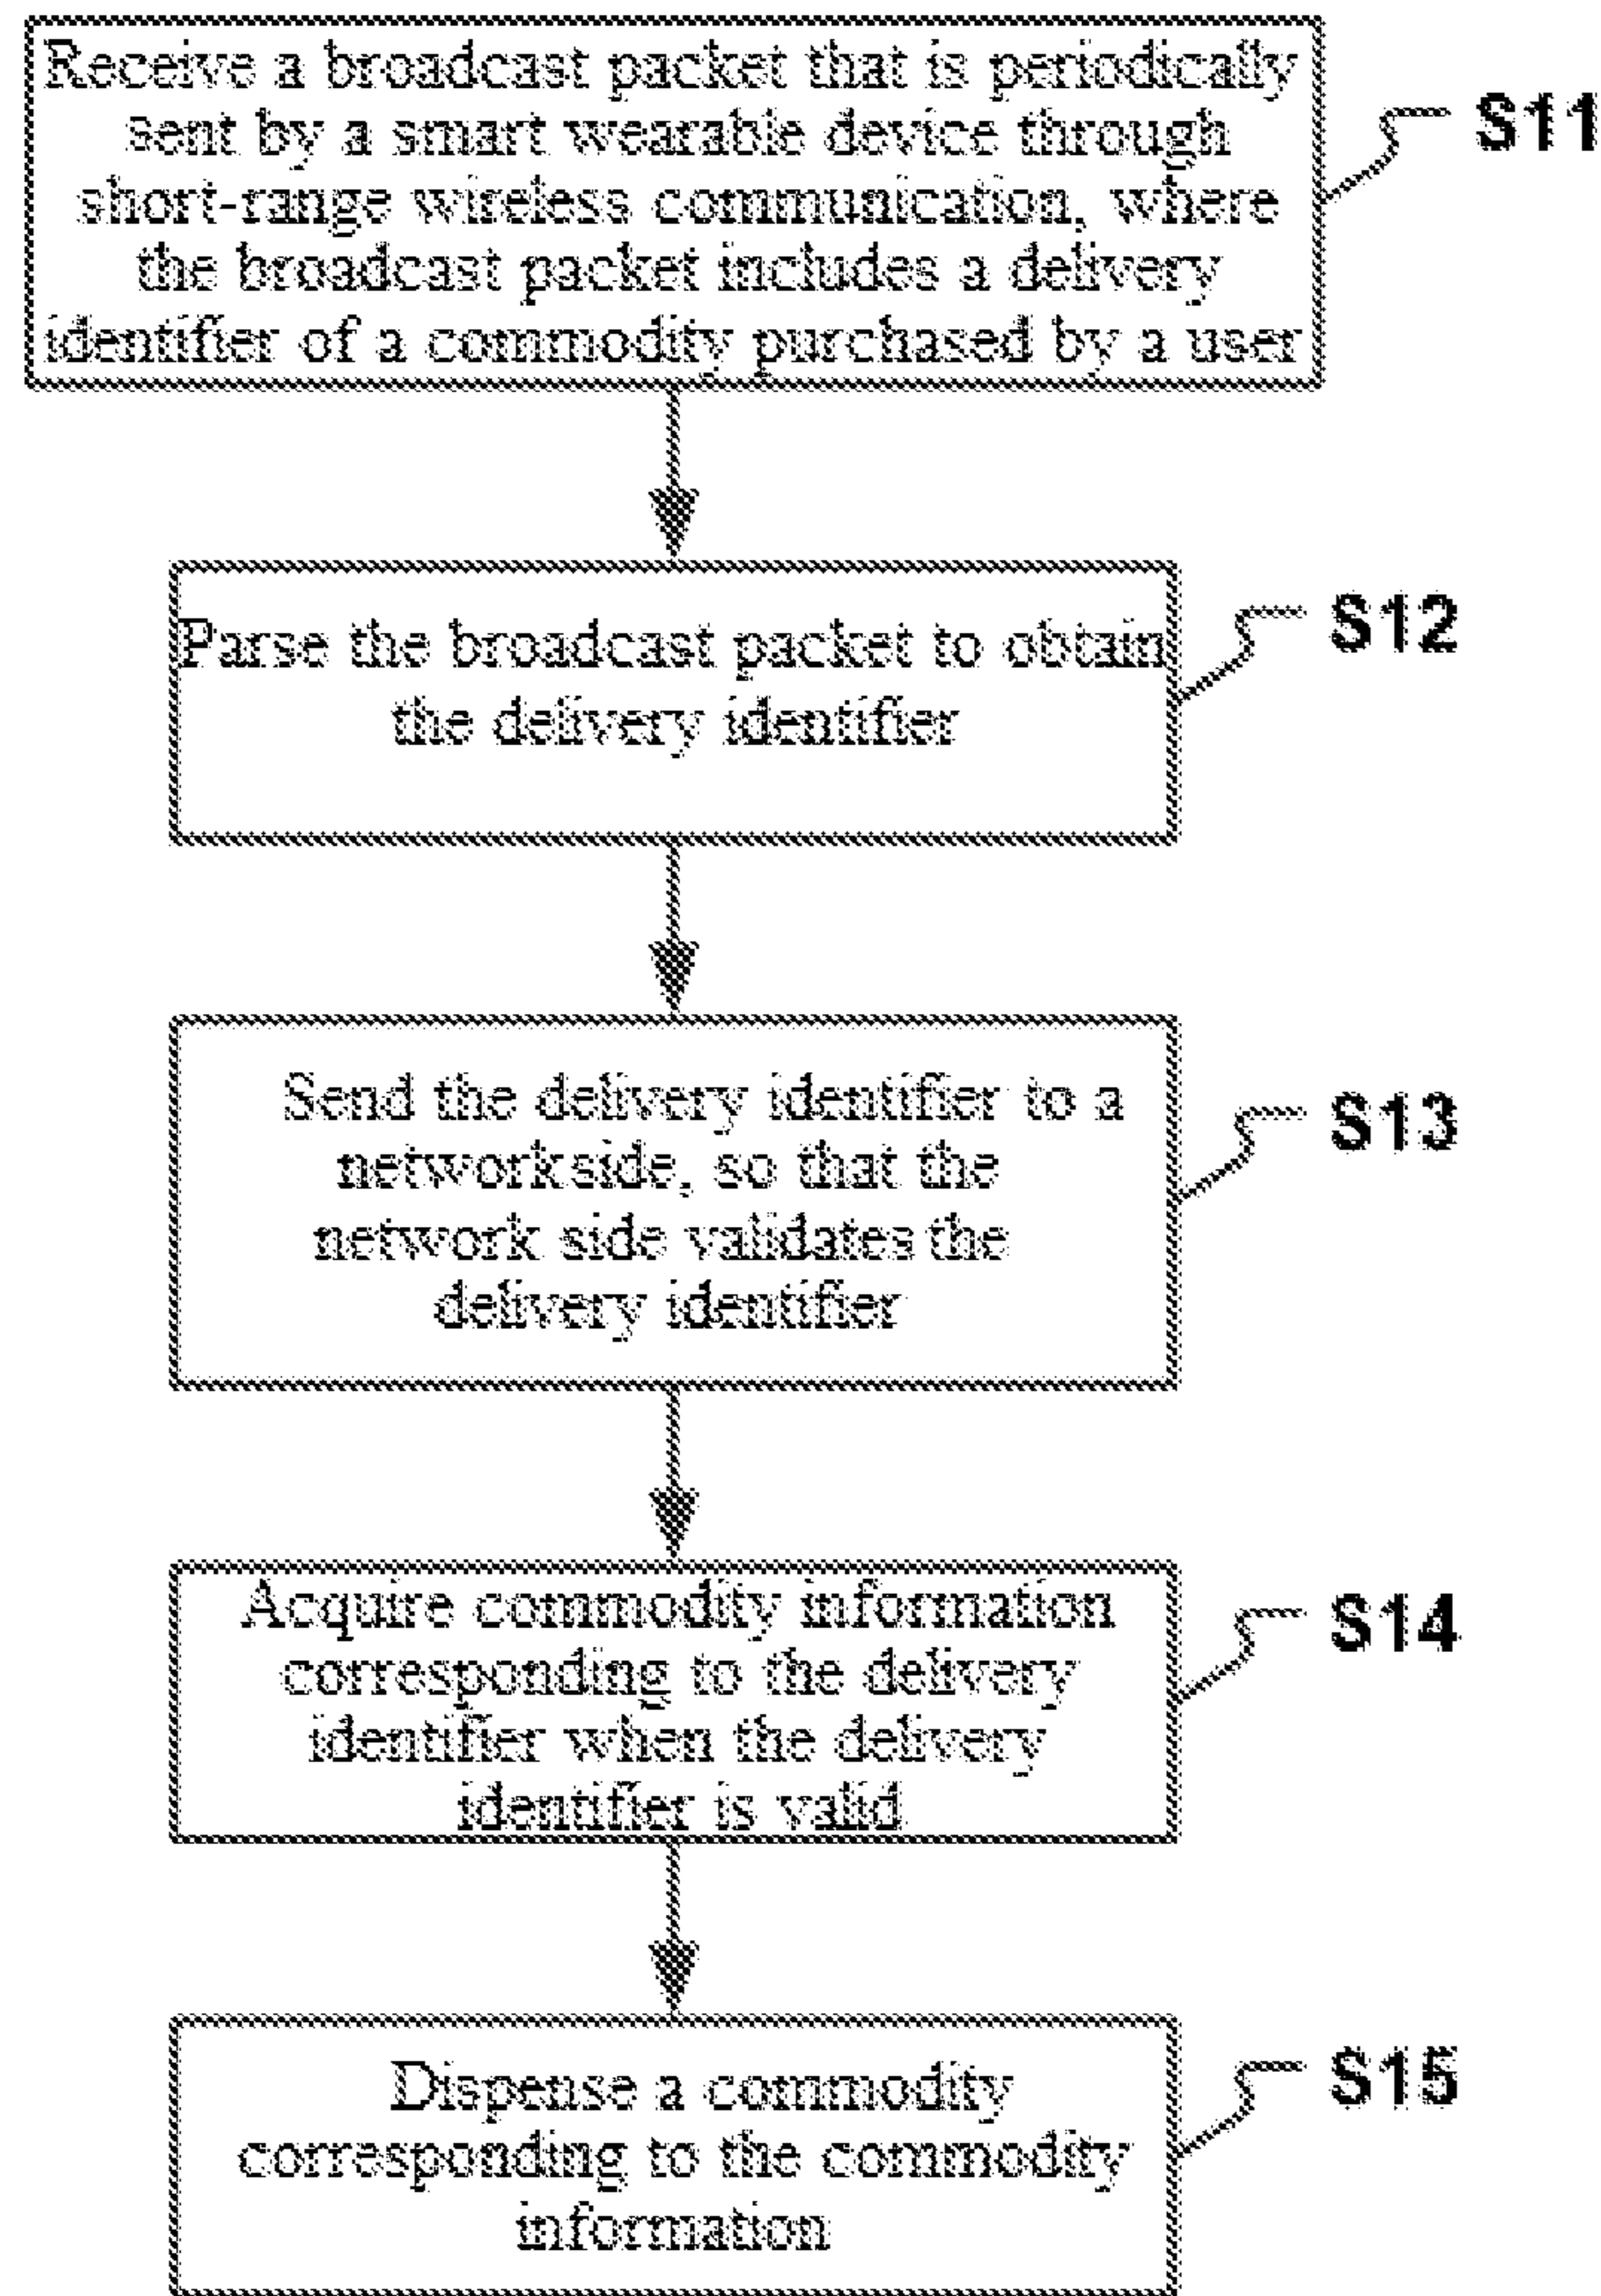 Receive a broadcast packet that is periodically
sent by a smart wearable device through
short-range wireless communication, where
the broadcast packet includes a delivery
identifier of a commodity purchased by a user
S11
Parse the broadcast packet to obtain
the delivery identifier
S12
Send the delivery identifier to a
network side, so that the
network side validates the
delivery identifier
S13
Acquire commodity information
corresponding to the delivery
identifier when the delivery
identifier is valid
S14
Dispense a commodity
corresponding to the commodity
information
S15